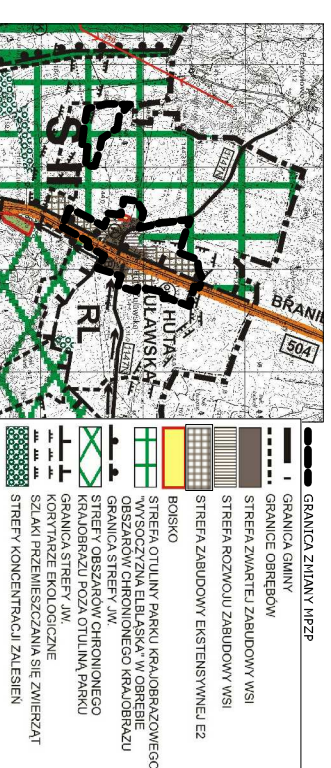 S II
RL
HUTA
ŻUŁAWSKA
504
1147N
GRANICA ZMIANY MPZP
GRANICA GMINY
GRANICE OBRĘBÓW
STREFA ZWARTEJ ZABUDOWY WSI
STREFA ROZWOJU ZABUDOWY WSI
STREFA ZABUDOWY EKSTENSYWNEJ E2
BOISKO
STREFA OTULINY PARKU KRAJOBRAZOWEGO
"WYSOCZYZNA ELBLĄSKA" W OBRĘBIE
OBSZARÓW CHRONIONEGO KRAJOBRAZU
GRANICA STREFY JW.
STREFY OBSZARÓW CHRONIONEGO
KRAJOBRAZU POZA OTULINĄ PARKU
GRANICA STREFY JW.
KORYTARZE EKOLOGICZNE
SZLAKI PRZEMIESZCZANIA SIĘ ZWIERZĄT
STREFY KONCENTRACJI ZALESIEŃ